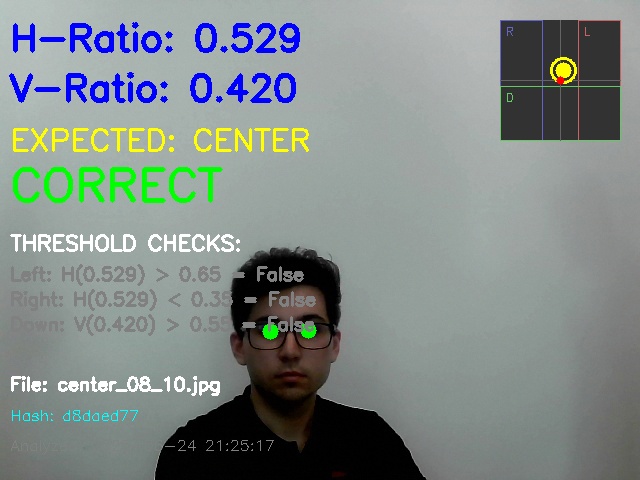 H-Ratio: 0.529
V-Ratio: 0.420
EXPECTED: CENTER
CORRECT
THRESHOLD CHECKS:
Left: H(0.529) > 0.65 = False
Right: H(0.529) < 0.35 = False
Down: V(0.420) > 0.55 = False
File: center_08_10.jpg
Hash: d8daed77
-24 21:25:17
R
L
D